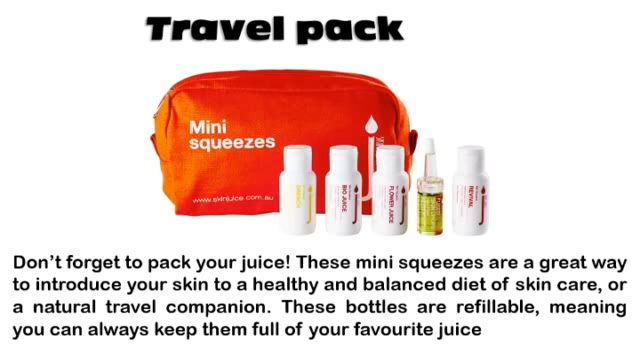 Travel pack
Mini
squeezes
www.skinjuice.com.au
BIO JUICE
FLOWER JUICE
REVIVAL
Don't forget to pack your juice! These mini squeezes are a great way
to introduce your skin to a healthy and balanced diet of skin care, or
a natural travel companion. These bottles are refillable, meaning
you can always keep them full of your favourite juice